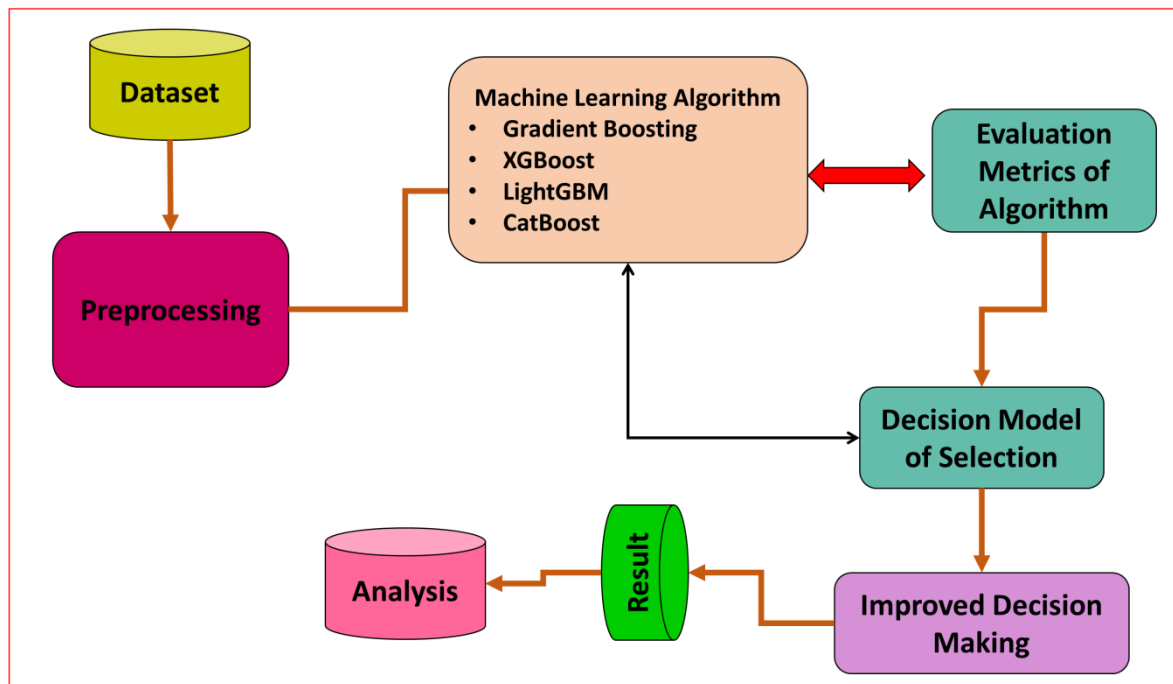 Dataset
Preprocessing
Machine Learning Algorithm
• Gradient Boosting
• XGBoost
• LightGBM
• CatBoost
Evaluation
Metrics of
Algorithm
Decision Model
of Selection
Improved Decision
Making
Result
Analysis